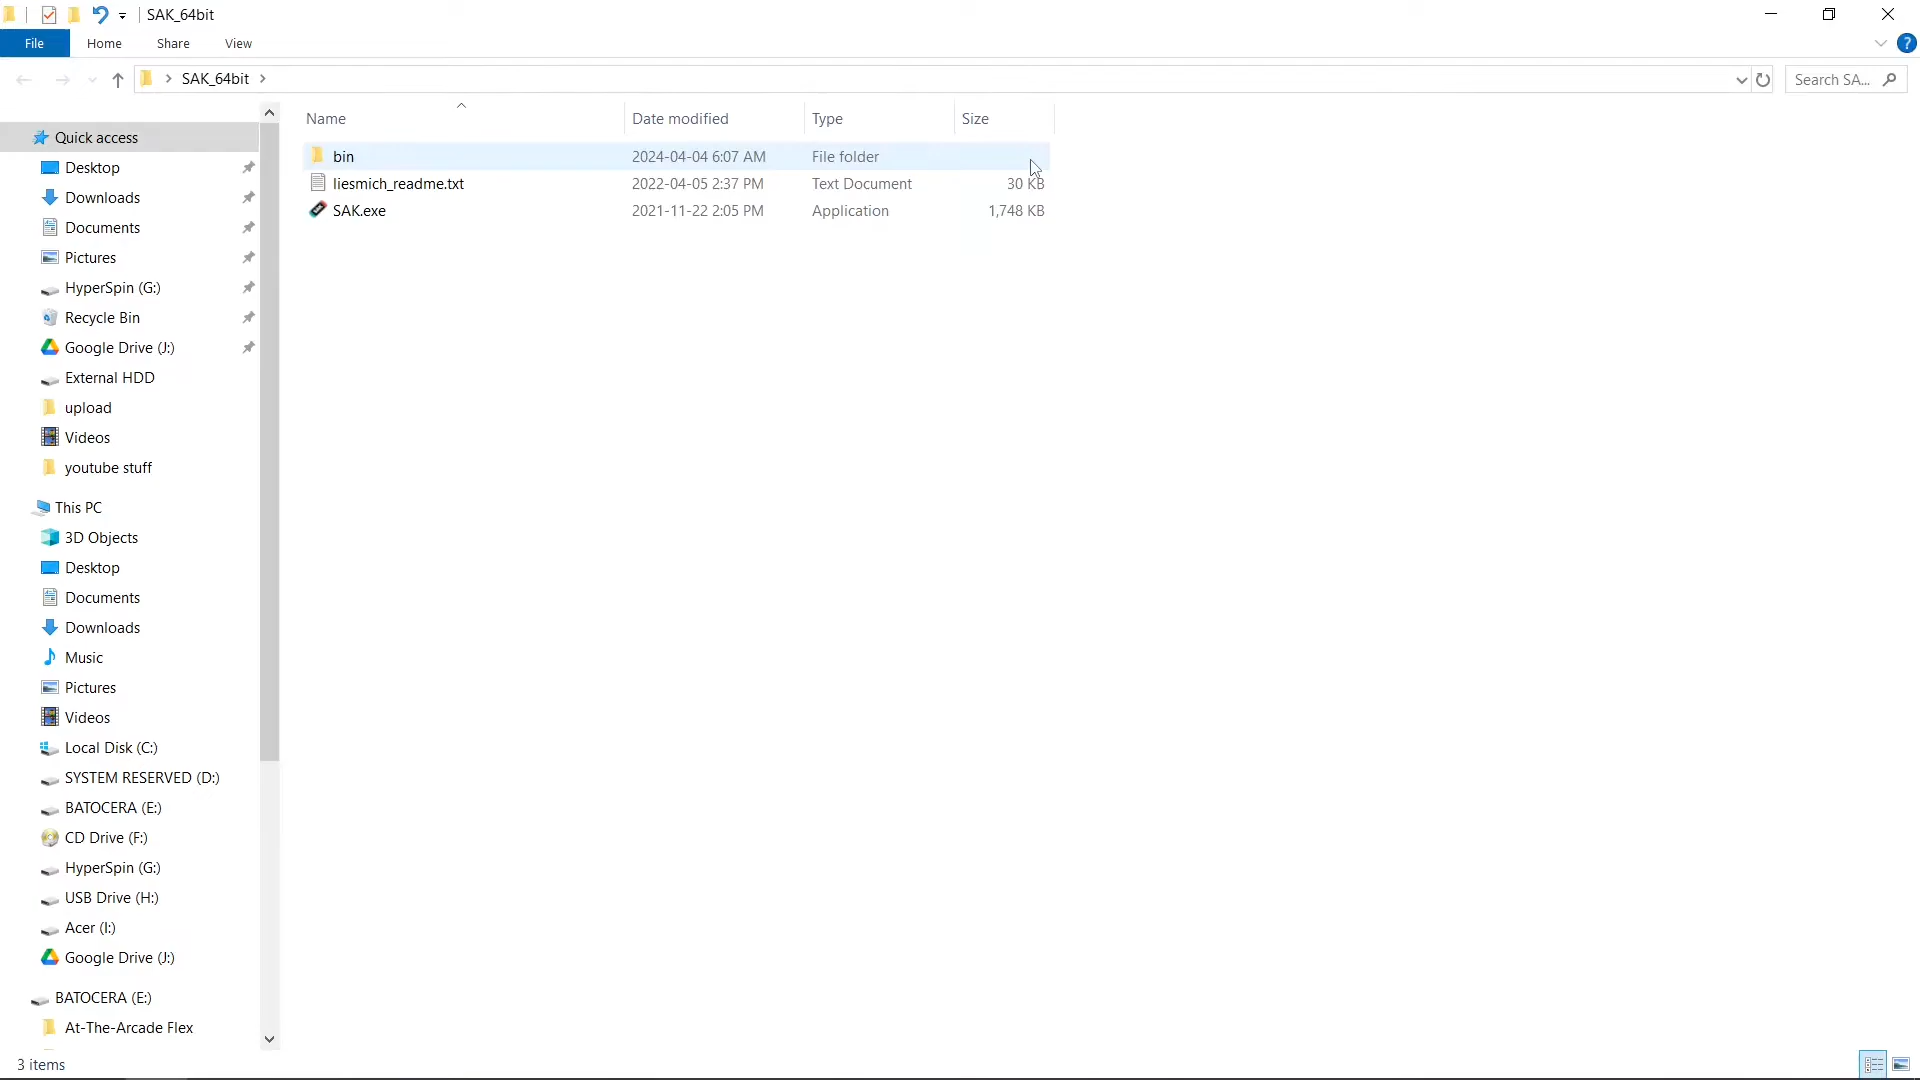 SAK_64bit
File Home Share View
SAK_64bit
Search SA...
Name Date modified Type Size
Quick access
bin 2024-04-04 6:07 AM File folder
Desktop
liesmich_readme.txt 2022-04-05 2:37 PM Text Document 30 KB
Downloads
SAK.exe 2021-11-22 2:05 PM Application 1,748 KB
Documents
Pictures
HyperSpin (G:)
Recycle Bin
Google Drive (J:)
External HDD
upload
Videos
youtube stuff
This PC
3D Objects
Desktop
Documents
Downloads
Music
Pictures
Videos
Local Disk (C:)
SYSTEM RESERVED (D:)
BATOCERA (E:)
CD Drive (F:)
HyperSpin (G:)
USB Drive (H:)
Acer (I:)
Google Drive (J:)
BATOCERA (E:)
At-The-Arcade Flex
3 items